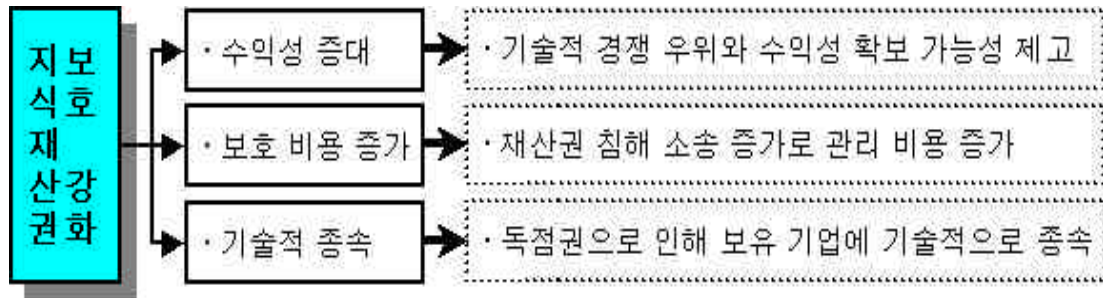 지식재산권
보호 강화
· 수익성 증대
· 기술적 경쟁 우위와 수익성 확보 가능성 제고
· 보호 비용 증가
· 재산권 침해 소송 증가로 관리 비용 증가
· 기술적 종속
· 독점권으로 인해 보유 기업에 기술적으로 종속